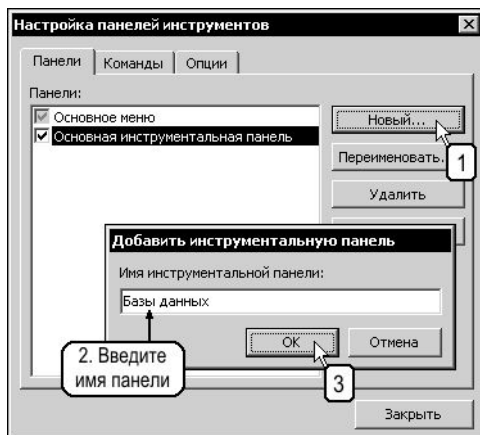 Настройка панелей инструментов
Панели
Команды
Опции
Панели:
Основное меню
Основная инструментальная панель
Новый...
1
Переименовать.
Удалить
Добавить инструментальную панель
Имя инструментальной панели:
Базы данных
2. Введите
имя панели
OK
3
Отмена
Закрыть